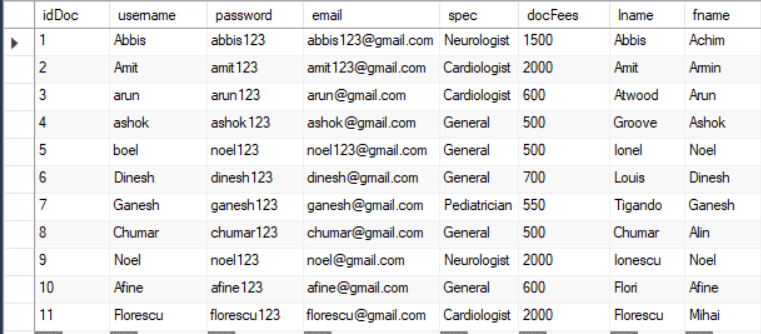 idDoc username password email spec docFees lname fname
1 Abbis abbis123 abbis123@gmail.com Neurologist 1500 Abbis Achim
2 Amit amit123 amit123@gmail.com Cardiologist 2000 Amit Armin
3 arun arun123 arun@gmail.com Cardiologist 600 Atwood Arun
4 ashok ashok123 ashok@gmail.com General 500 Groove Ashok
5 boel noel123 noel123@gmail.com General 500 Ionel Noel
6 Dinesh dinesh123 dinesh@gmail.com General 700 Louis Dinesh
7 Ganesh ganesh123 ganesh@gmail.com Pediatrician 550 Tigando Ganesh
8 Chumar chumar123 chumar@gmail.com General 500 Chumar Alin
9 Noel noel123 noel@gmail.com Neurologist 2000 Ionescu Noel
10 Afine afine123 afine@gmail.com General 600 Flori Afine
11 Florescu florescu123 florescu@gmail.com Cardiologist 2000 Florescu Mihai